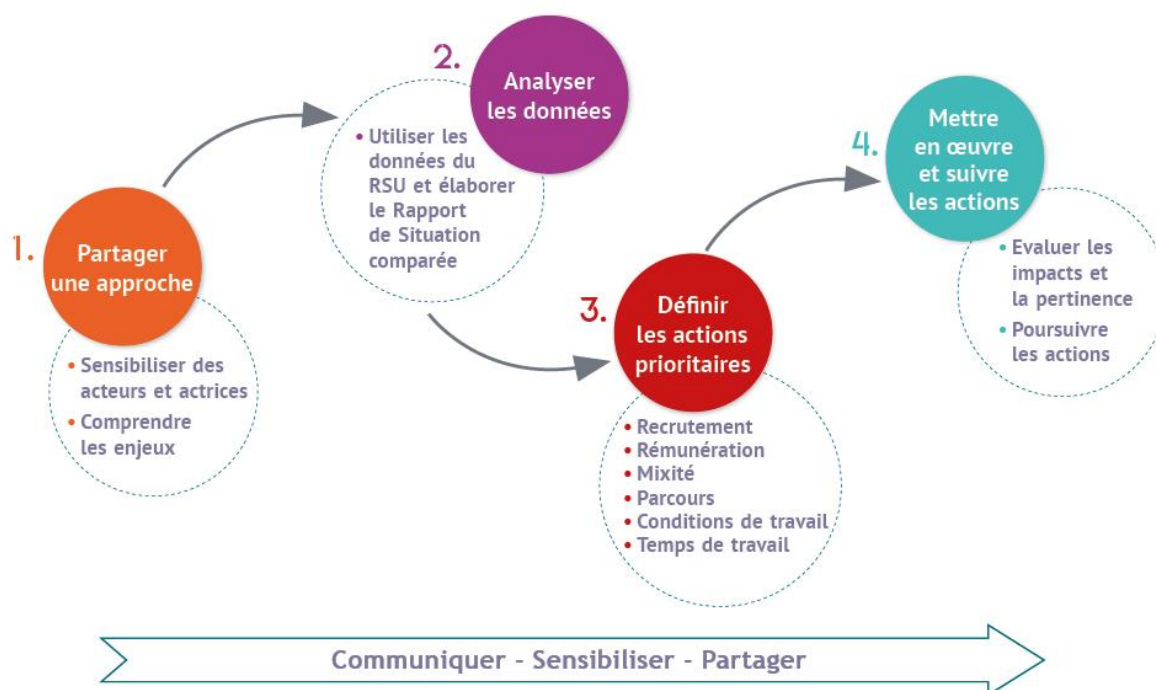 1.
Partager
une approche
• Sensibiliser des
acteurs et actrices
• Comprendre
les enjeux
2.
Analyser
les données
• Utiliser les
données du
RSU et élaborer
le Rapport
de Situation
comparée
3.
Définir
les actions
prioritaires
• Recrutement
• Rémunération
• Mixité
• Parcours
• Conditions de travail
• Temps de travail
4.
Mettre
en œuvre
et suivre
les actions
• Evaluer les
impacts et
la pertinence
• Poursuivre
les actions
Communiquer - Sensibiliser - Partager